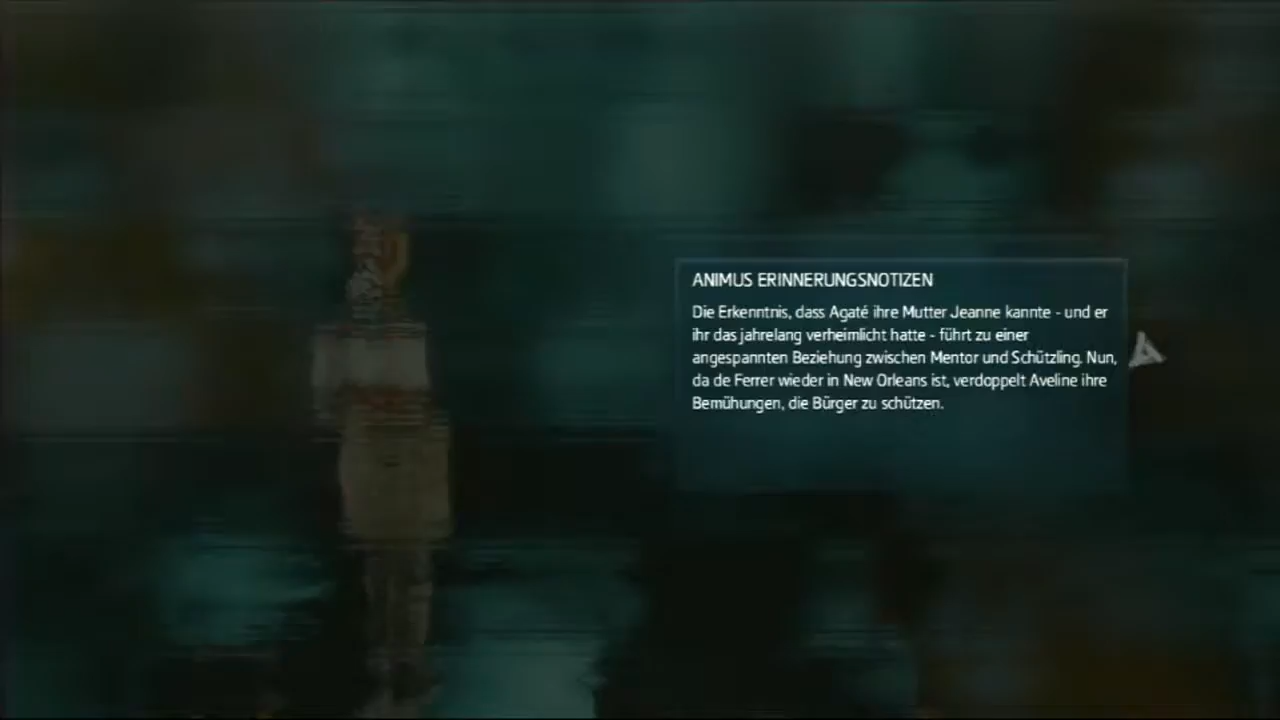 ANIMUS ERINNERUNGSNOTIZEN
Die Erkenntnis, dass Agaté ihre Mutter Jeanne kannte - und er
ihr das jahrelang verheimlicht hatte - führt zu einer
angespannten Beziehung zwischen Mentor und Schützling. Nun,
da de Ferrer wieder in New Orleans ist, verdoppelt Aveline ihre
Bemühungen, die Bürger zu schützen.